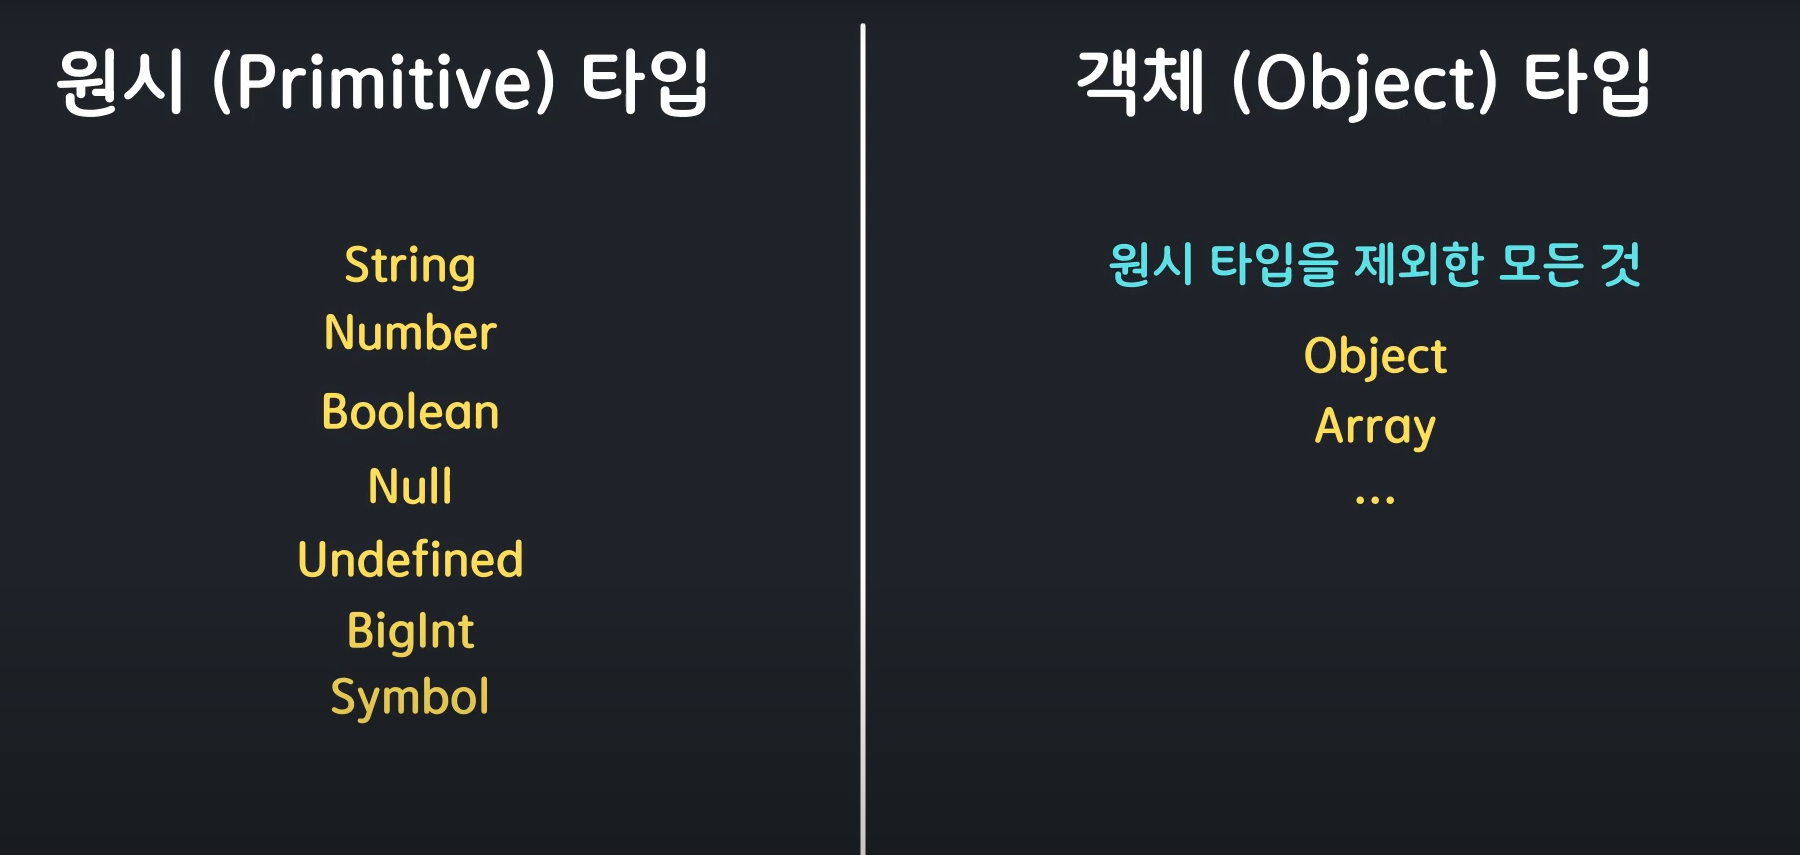 원시 (Primitive) 타입
String
Number
Boolean
Null
Undefined
BigInt
Symbol
객체 (Object) 타입
원시 타입을 제외한 모든 것
Object
Array
...